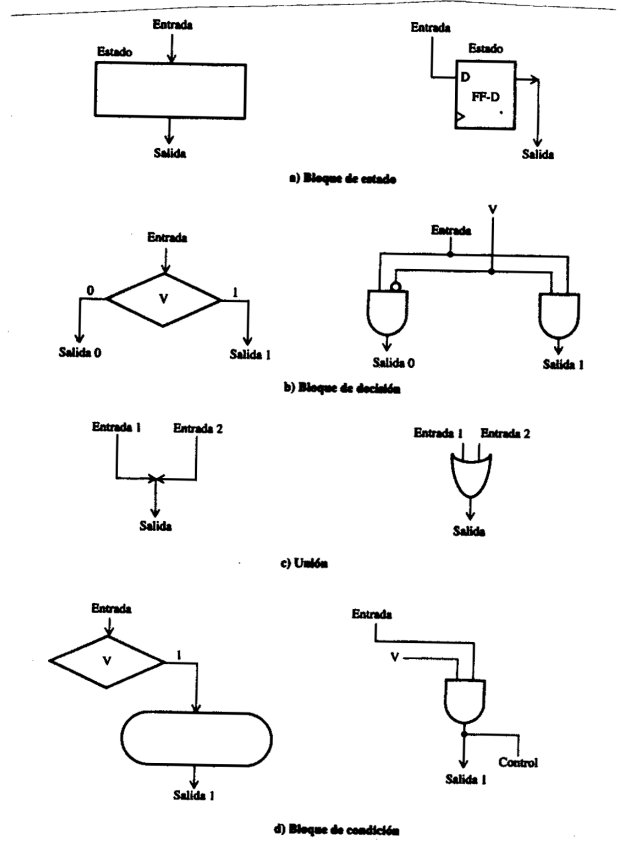 Entrada
Estado
Salida
Entrada
Estado
D
FF-D
Salida
a) Bloque de estado
Entrada
0
V
1
Salida 0
Salida 1
V
Entrada
Salida 0
Salida 1
b) Bloque de decisión
Entrada 1
Entrada 2
Salida
Entrada 1
Entrada 2
Salida
c) Unión
Entrada
V
1
Salida 1
Entrada
V
Control
Salida 1
d) Bloque de condición